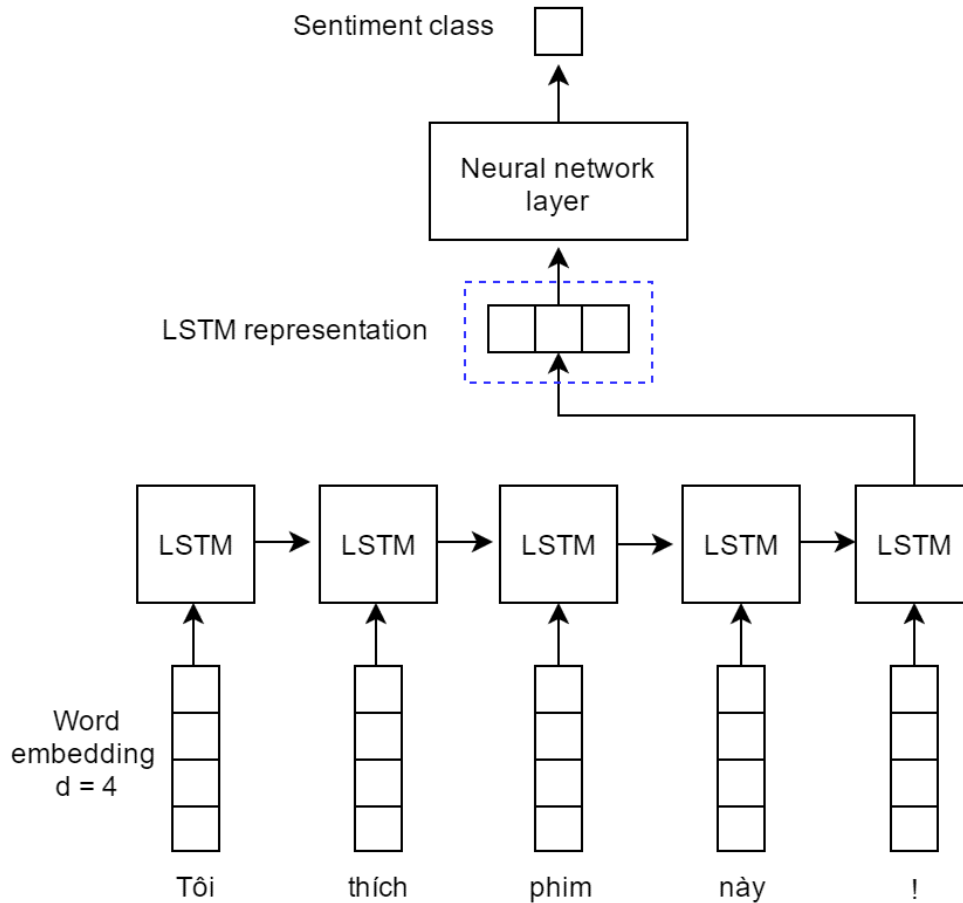 Sentiment class
Neural network
layer
LSTM representation
LSTM
LSTM
LSTM
LSTM
LSTM
Word
embedding
d = 4
Tôi
thích
phim
này
!